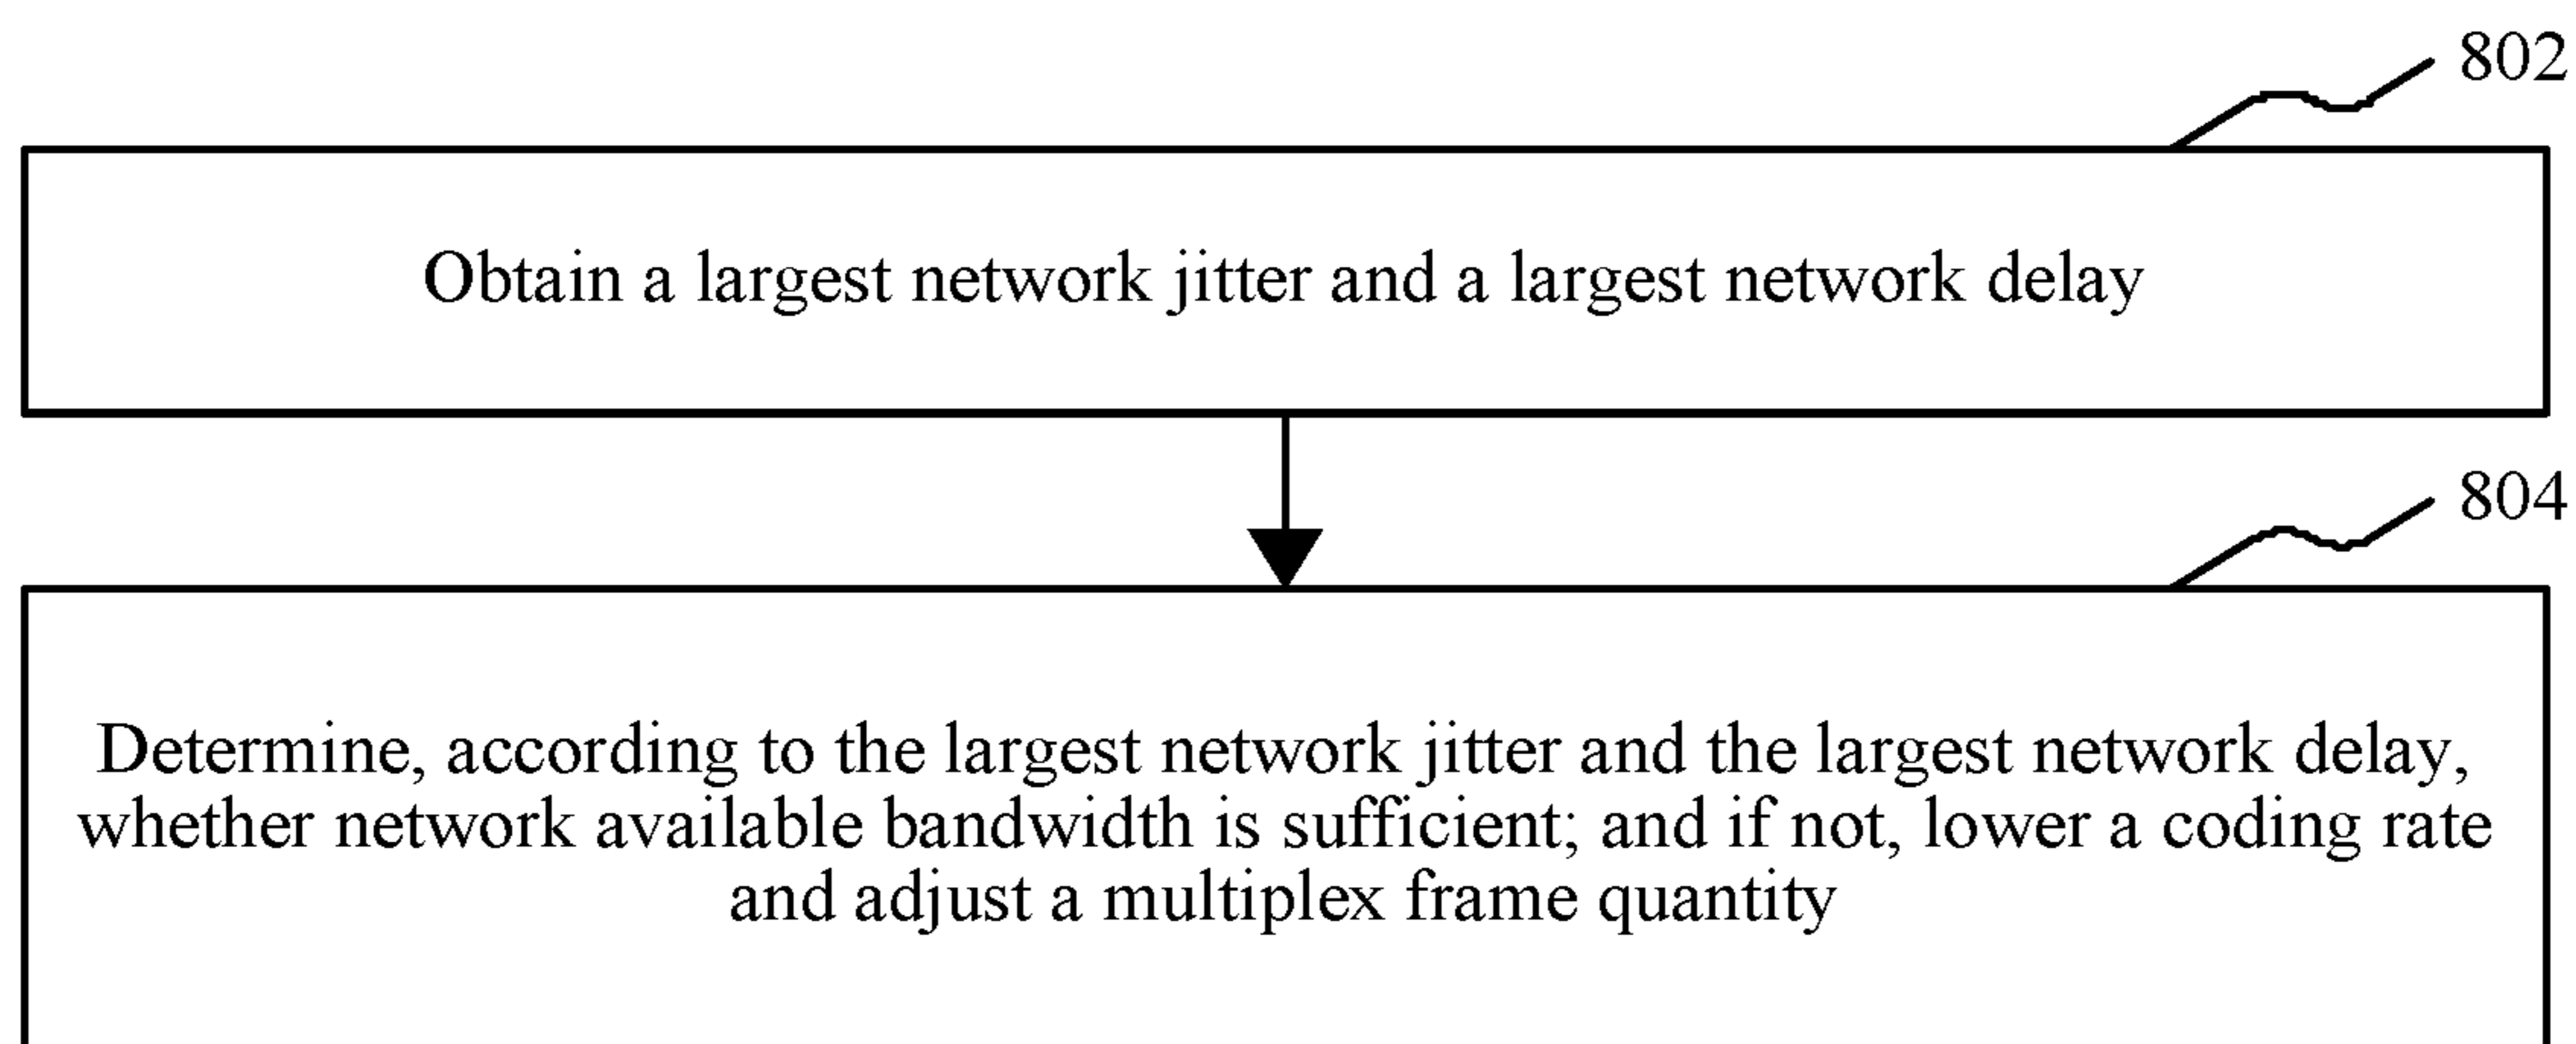 802
Obtain a largest network jitter and a largest network delay
804
Determine, according to the largest network jitter and the largest network delay,
whether network available bandwidth is sufficient; and if not, lower a coding rate
and adjust a multiplex frame quantity